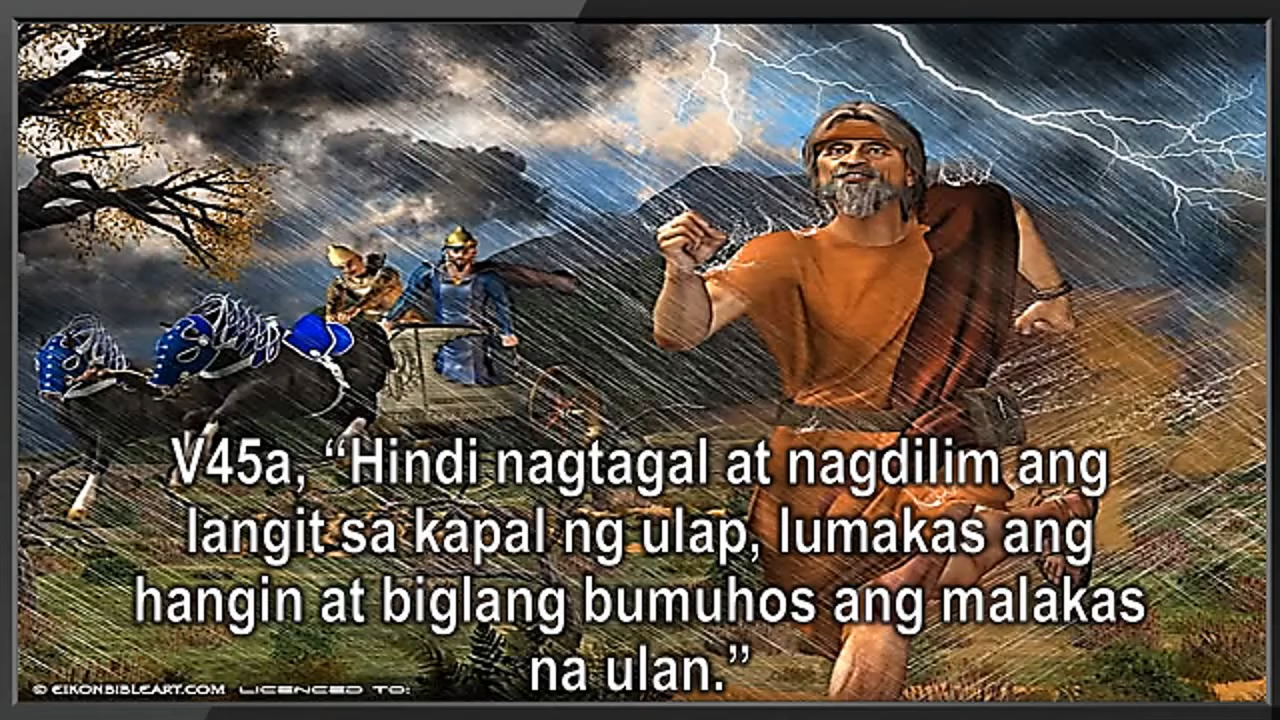 V45a, “Hindi nagtagal at nagdilim ang
langit sa kapal ng ulap, lumakas ang
hangin at biglang bumuhos ang malakas
na ulan.”
© EIKONBIBLEART.COM LICENCED TO: